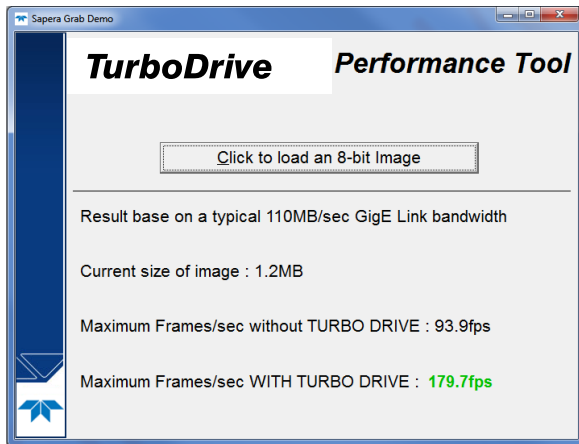 Sapera Grab Demo
TurboDrive Performance Tool
Click to load an 8-bit Image
Result base on a typical 110MB/sec GigE Link bandwidth
Current size of image : 1.2MB
Maximum Frames/sec without TURBO DRIVE : 93.9fps
Maximum Frames/sec WITH TURBO DRIVE : 179.7fps